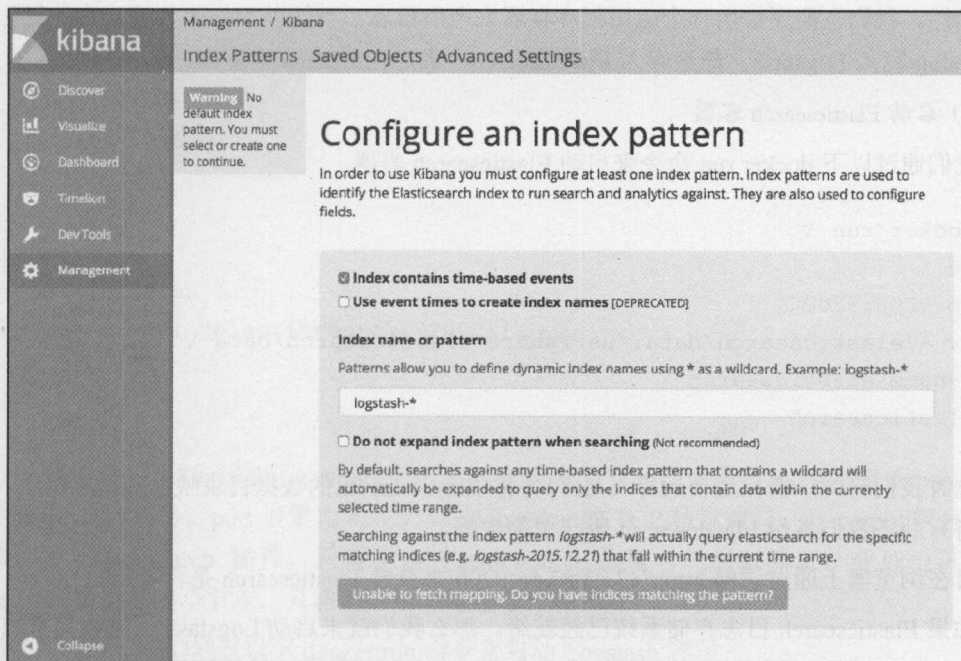 Management / Kibana
kibana
Index Patterns Saved Objects Advanced Settings
Discover
Visualize
Dashboard
Timelion
Dev Tools
Management
Collapse
Warning No
default index
pattern. You must
select or create one
to continue.
Configure an index pattern
In order to use Kibana you must configure at least one index pattern. Index patterns are used to
identify the Elasticsearch index to run search and analytics against. They are also used to configure
fields.
Index contains time-based events
Use event times to create index names [DEPRECATED]
Index name or pattern
Patterns allow you to define dynamic index names using * as a wildcard. Example: logstash-*
logstash-*
Do not expand index pattern when searching (Not recommended)
By default, searches against any time-based index pattern that contains a wildcard will
automatically be expanded to query only the indices that contain data within the currently
selected time range.
Searching against the index pattern logstash-* will actually query elasticsearch for the specific
matching indices (e.g. logstash-2015.12.21) that fall within the current time range.
Unable to fetch mapping. Do you have indices matching the pattern?